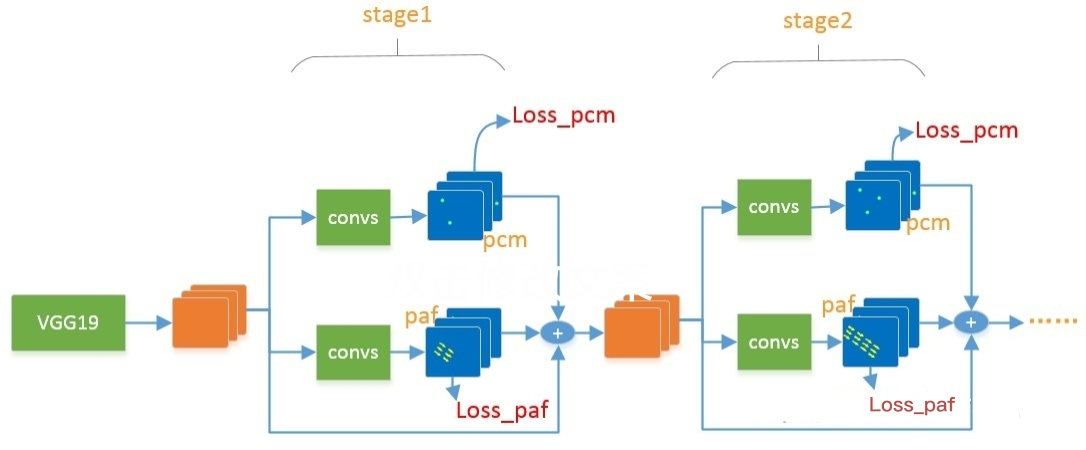 stage1
stage2
Loss_pcm
Loss_pcm
convs
pcm
convs
pcm
VGG19
paf
convs
+
Loss_paf
paf
convs
+
Loss_paf